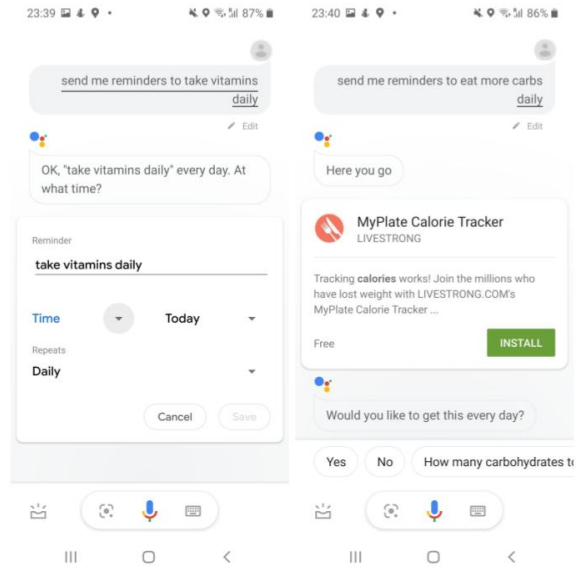 23:39
87%
send me reminders to take vitamins
daily
Edit
OK, "take vitamins daily" every day. At
what time?
Reminder
take vitamins daily
Time
Today
Repeats
Daily
Cancel
Save
23:40
86%
send me reminders to eat more carbs
daily
Edit
Here you go
MyPlate Calorie Tracker
LIVESTRONG
Tracking calories works! Join the millions who
have lost weight with LIVESTRONG.COM's
MyPlate Calorie Tracker ...
Free
INSTALL
Would you like to get this every day?
Yes
No
How many carbohydrates to